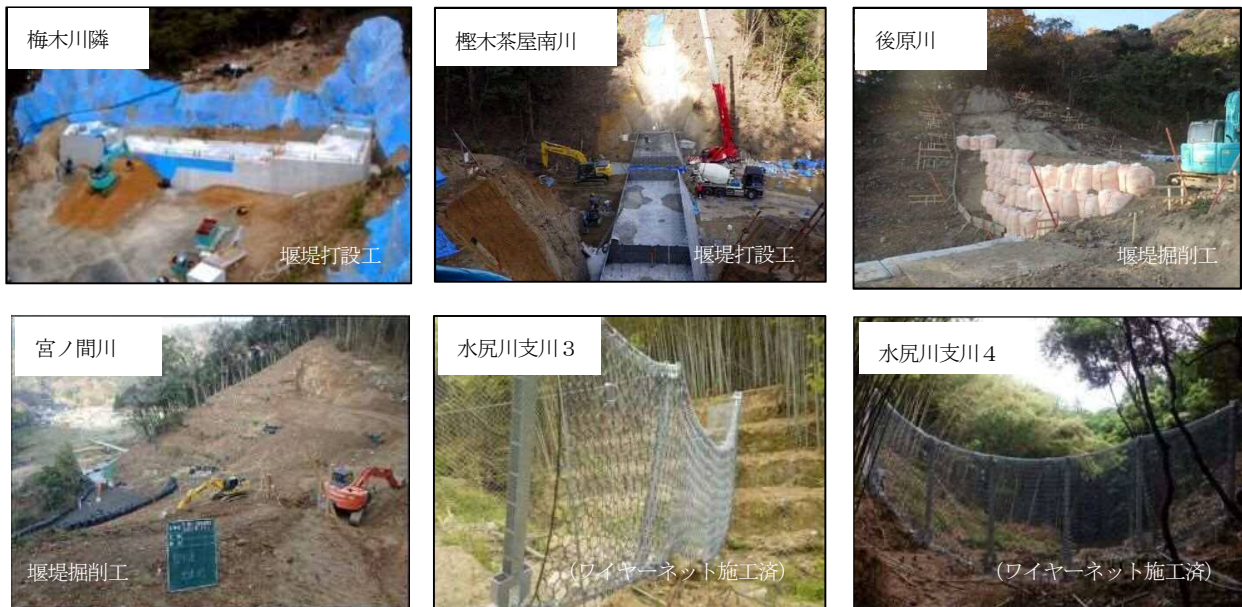 梅木川隣
堰堤打設工
樫木茶屋南川
堰堤打設工
後原川
堰堤掘削工
宮ノ間川
堰堤掘削工
水尻川支川３
（ワイヤーネット施工済）
水尻川支川４
（ワイヤーネット施工済）